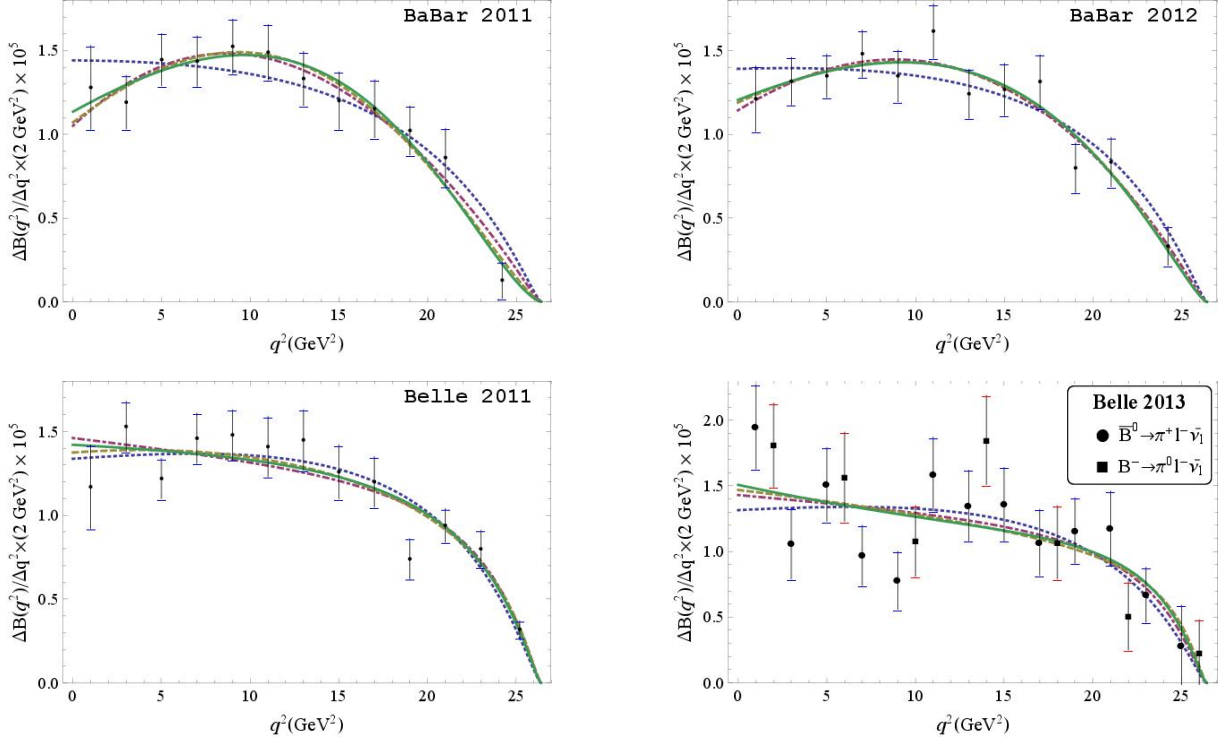 BaBar 2011
ΔB(q²)/Δq²×(2 GeV²)×10⁵
1.5
1.0
0.5
0.0
0 5 10 15 20 25
q²(GeV²)
BaBar 2012
ΔB(q²)/Δq²×(2 GeV²)×10⁵
1.5
1.0
0.5
0.0
0 5 10 15 20 25
q²(GeV²)
Belle 2011
ΔB(q²)/Δq²×(2 GeV²)×10⁵
1.5
1.0
0.5
0.0
0 5 10 15 20 25
q²(GeV²)
Belle 2013
B̅⁰→π⁺l⁻ν̄ₗ
B⁻→π⁰l⁻ν̄ₗ
ΔB(q²)/Δq²×(2 GeV²)×10⁵
2.0
1.5
1.0
0.5
0.0
0 5 10 15 20 25
q²(GeV²)